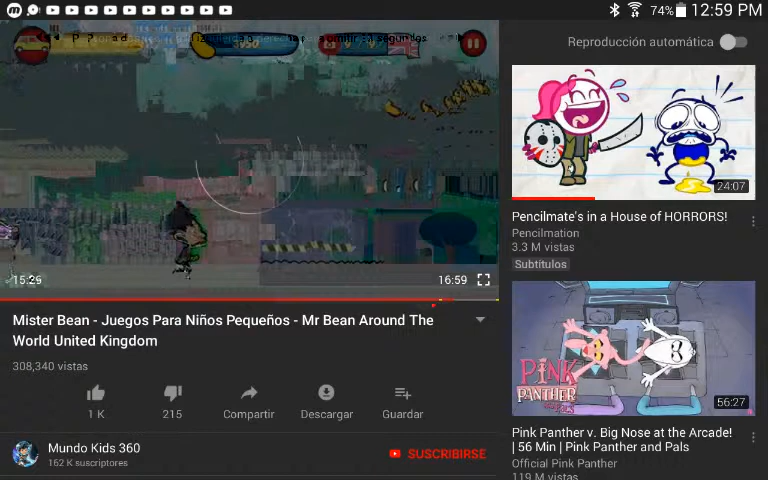 74% 12:59 PM
3950
15:29
16:59
Mister Bean - Juegos Para Niños Pequeños - Mr Bean Around The
World United Kingdom
308,340 vistas
1 K
215
Compartir
Descargar
Guardar
Mundo Kids 360
162 K suscriptores
SUSCRIBIRSE
Reproducción automática
24:07
Pencilmate's in a House of HORRORS!
Pencilmation
3.3 M vistas
Subtítulos
PINK
PANTHER
56:27
Pink Panther v. Big Nose at the Arcade!
| 56 Min | Pink Panther and Pals
Official Pink Panther
119 M vistas